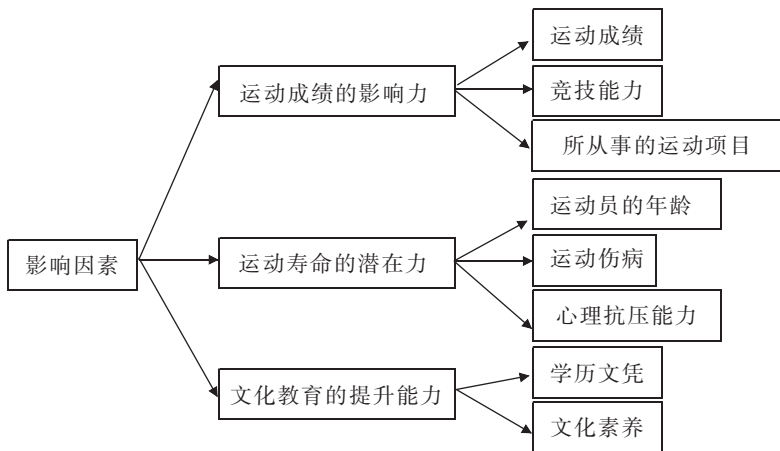 影响因素
运动成绩的影响力
运动成绩
竞技能力
所从事的运动项目
运动寿命的潜在力
运动员的年龄
运动伤病
心理抗压能力
文化教育的提升能力
学历文凭
文化素养